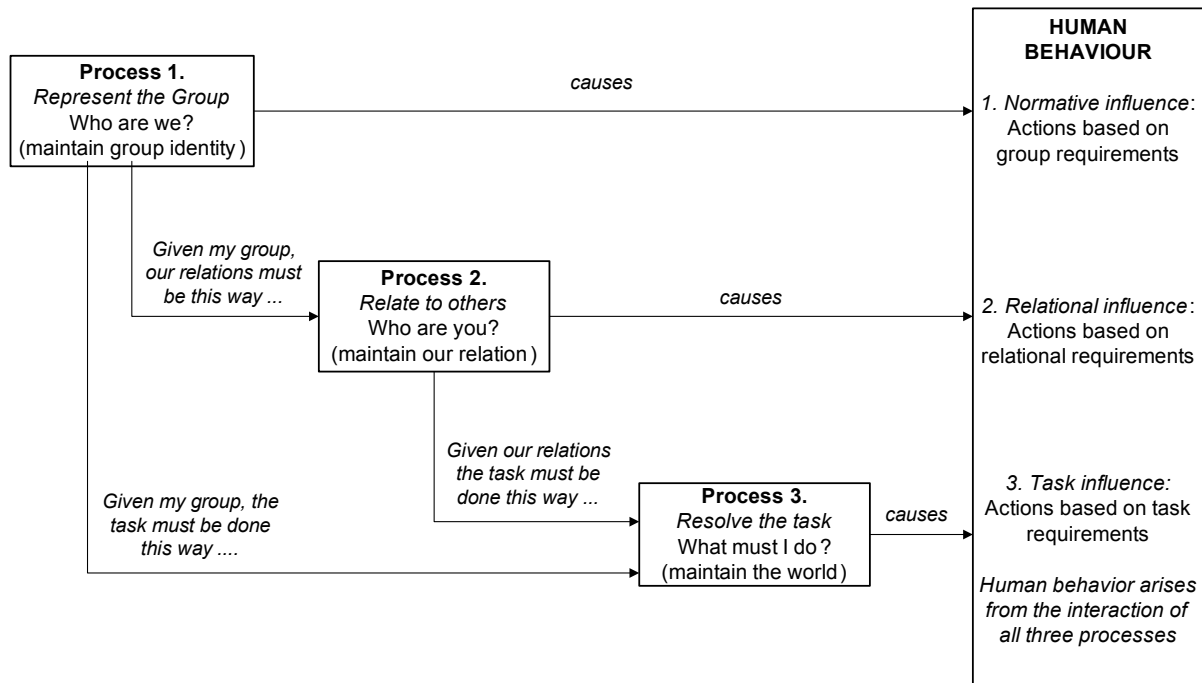 HUMAN
BEHAVIOUR
Process 1.
Represent the Group
Who are we?
(maintain group identity)
causes
1. Normative influence:
Actions based on
group requirements
Given my group,
our relations must
be this way ...
Process 2.
Relate to others
Who are you?
(maintain our relation)
causes
2. Relational influence:
Actions based on
relational requirements
Given our relations
the task must be
done this way ...
Given my group, the
task must be done
this way ....
Process 3.
Resolve the task
What must I do?
(maintain the world)
causes
3. Task influence:
Actions based on task
requirements
Human behavior arises
from the interaction of
all three processes